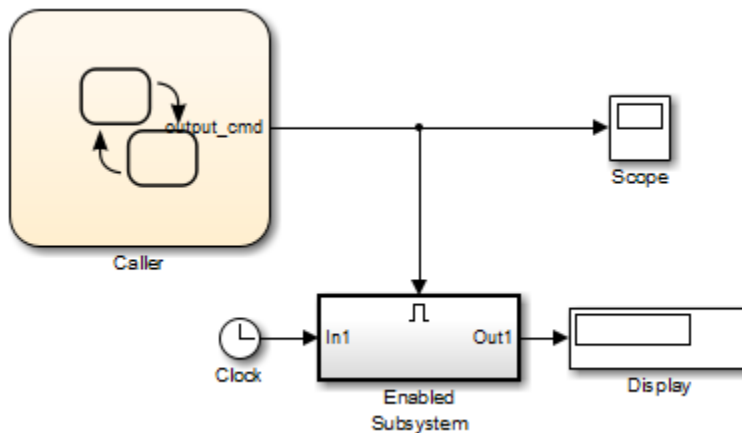 output_cmd
Scope
Caller
In1
Out1
Clock
Display
Enabled
Subsystem